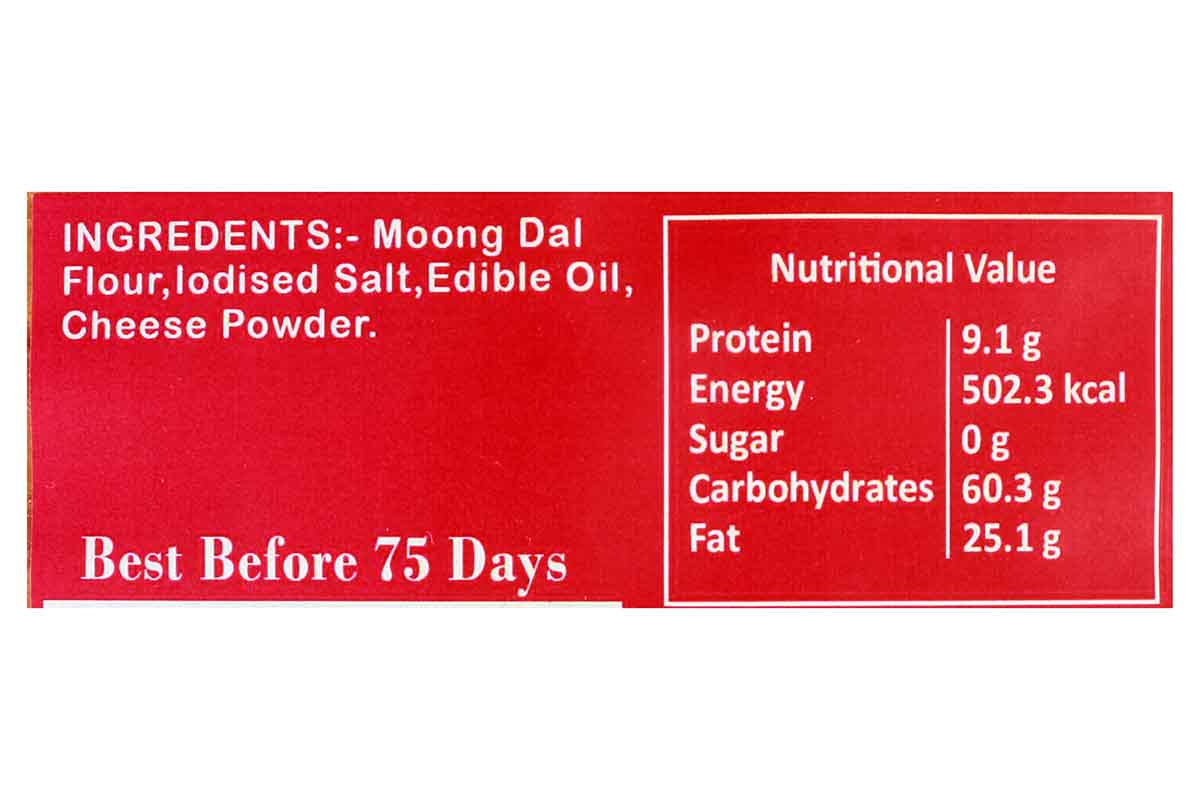 INGREDENTS:- Moong Dal
Flour,Iodised Salt,Edible Oil,
Cheese Powder.
Best Before 75 Days
Nutritional Value
Protein 9.1 g
Energy 502.3 kcal
Sugar 0 g
Carbohydrates 60.3 g
Fat 25.1 g